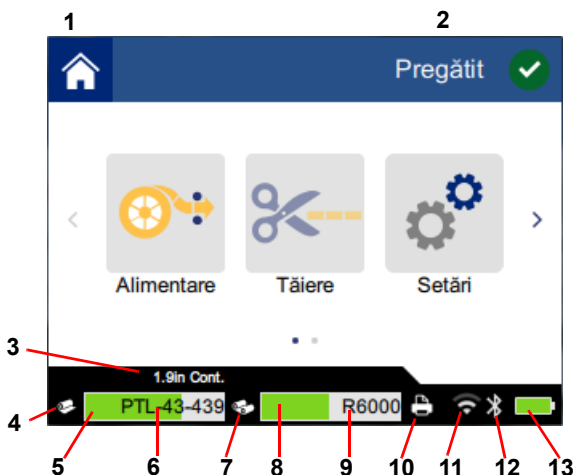 1 2
Pregătit
Alimentare Tăiere Setări
3
1.9in Cont.
4 PTL-43-439 R6000
5 6 7 8 9 10 11 12 13